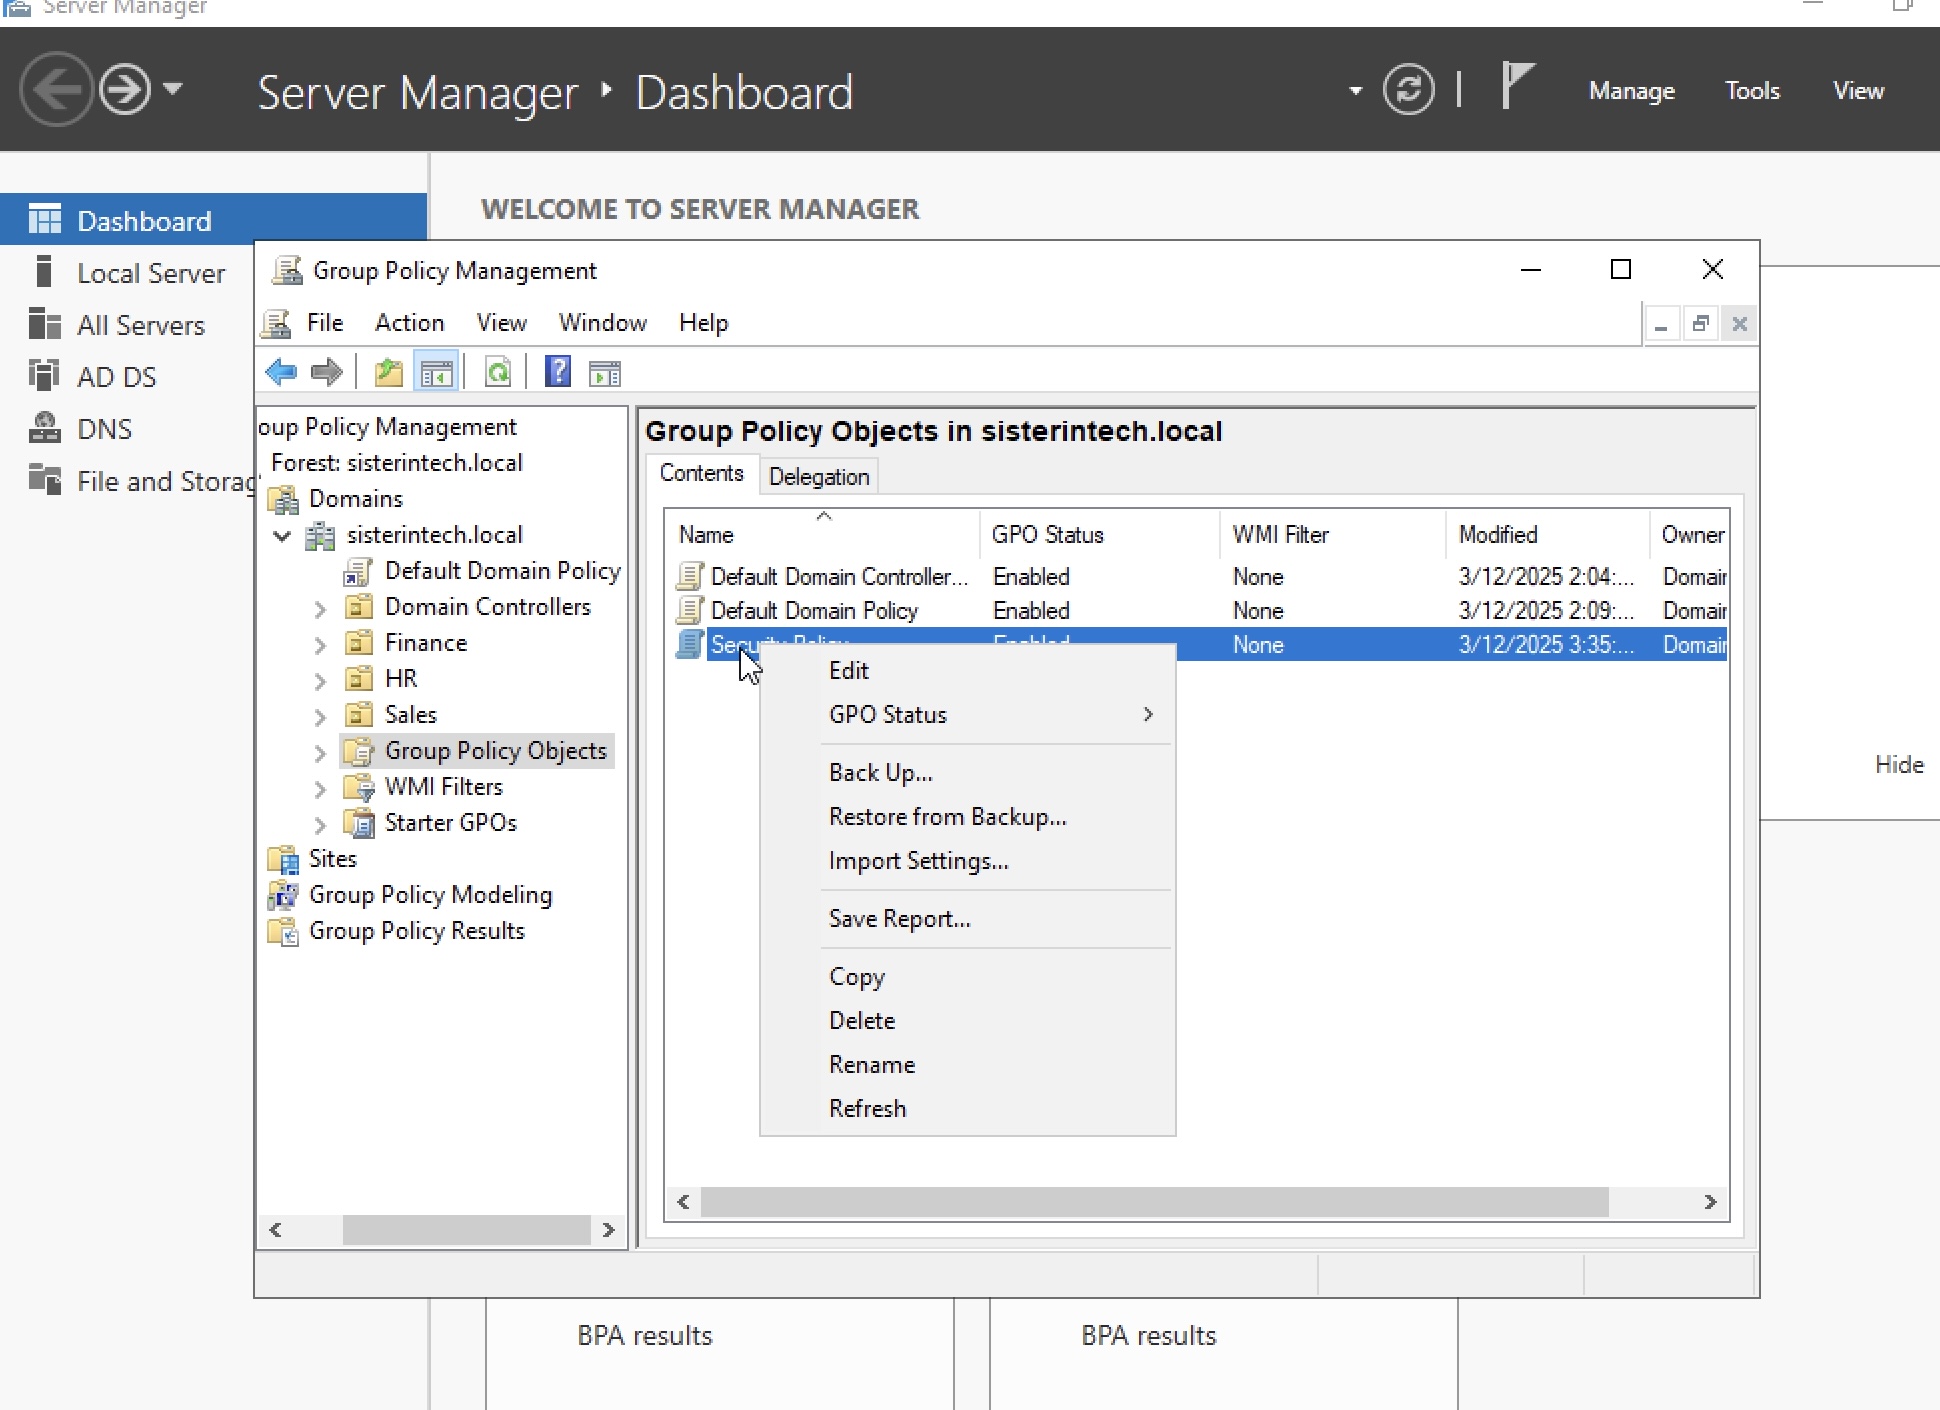 Server Manager
Server Manager ‣ Dashboard
Manage Tools View
Dashboard
Local Server
All Servers
AD DS
DNS
File and Storag
WELCOME TO SERVER MANAGER
Group Policy Management
File Action View Window Help
oup Policy Management
Forest: sisterintech.local
Domains
sisterintech.local
Default Domain Policy
Domain Controllers
Finance
HR
Sales
Group Policy Objects
WMI Filters
Starter GPOs
Sites
Group Policy Modeling
Group Policy Results
Group Policy Objects in sisterintech.local
Contents Delegation
Name GPO Status WMI Filter Modified Owner
Default Domain Controller... Enabled None 3/12/2025 2:04:... Domair
Default Domain Policy Enabled None 3/12/2025 2:09:... Domair
Security Policy Enabled None 3/12/2025 3:35:... Domair
Edit
GPO Status
Back Up...
Restore from Backup...
Import Settings...
Save Report...
Copy
Delete
Rename
Refresh
Hide
BPA results
BPA results